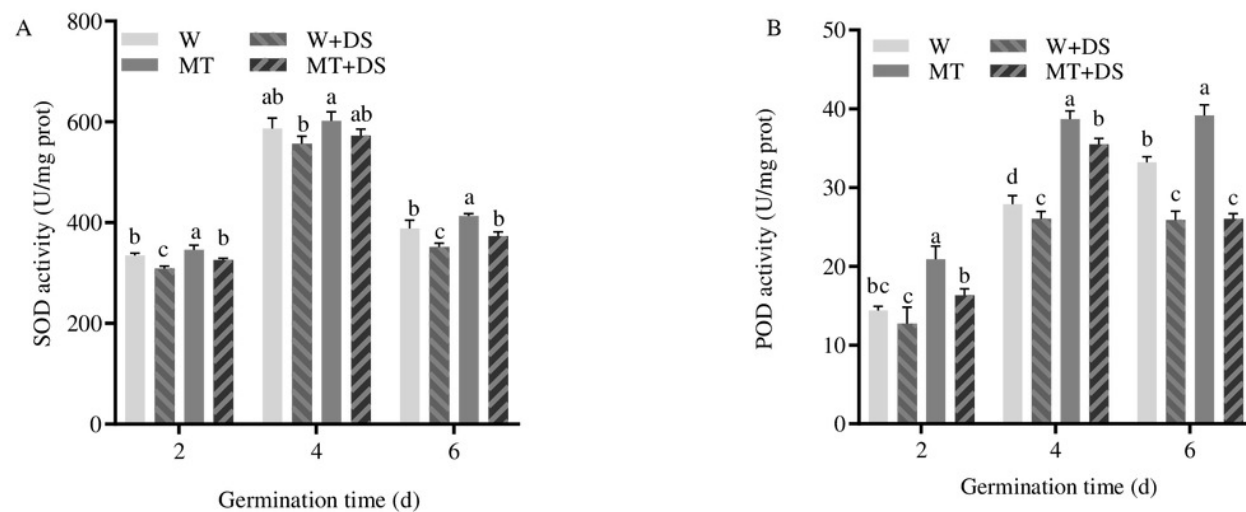 A
W
W+DS
MT
MT+DS
SOD activity (U/mg prot)
800
600
400
200
0
b
c
a
b
ab
b
a
ab
b
c
a
b
2
4
6
Germination time (d)
B
W
W+DS
MT
MT+DS
POD activity (U/mg prot)
50
40
30
20
10
0
bc
c
a
b
d
c
a
b
b
c
a
c
2
4
6
Germination time (d)